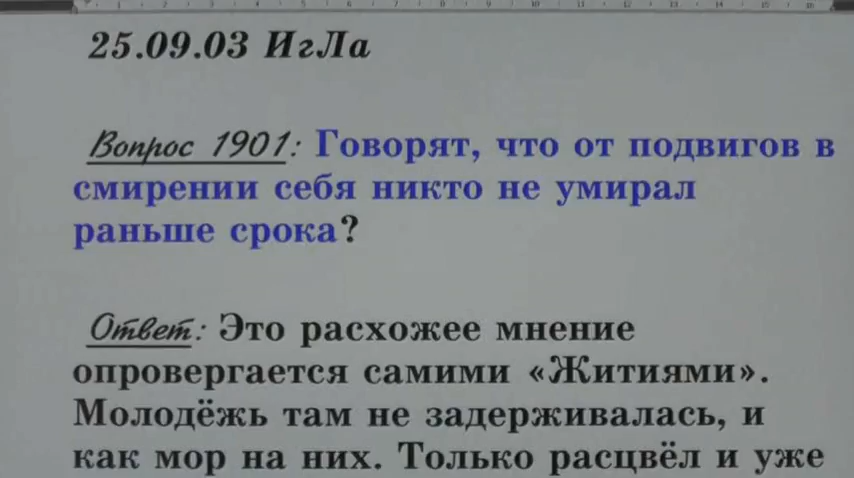 25.09.03 ИгЛа
Вопрос 1901: Говорят, что от подвигов в
смирении себя никто не умирал
раньше срока?
Ответ: Это расхожее мнение
опровергается самими «Житиями».
Молодёжь там не задерживалась, и
как мор на них. Только расцвёл и уже